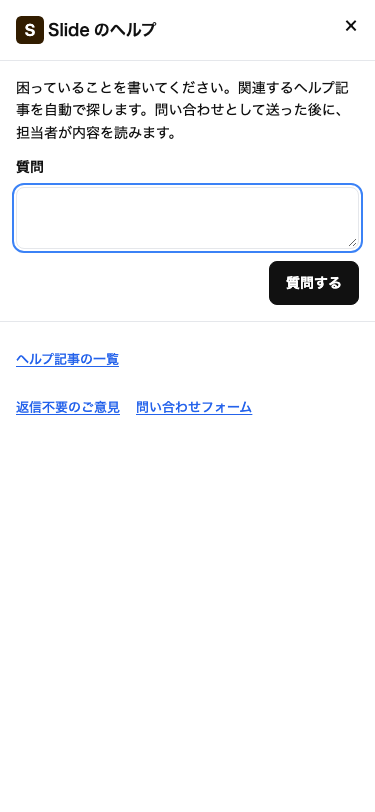 S Slide のヘルプ
×
困っていることを書いてください。関連するヘルプ記
事を自動で探します。問い合わせとして送った後に、
担当者が内容を読みます。
質問
質問する
ヘルプ記事の一覧
返信不要のご意見 問い合わせフォーム